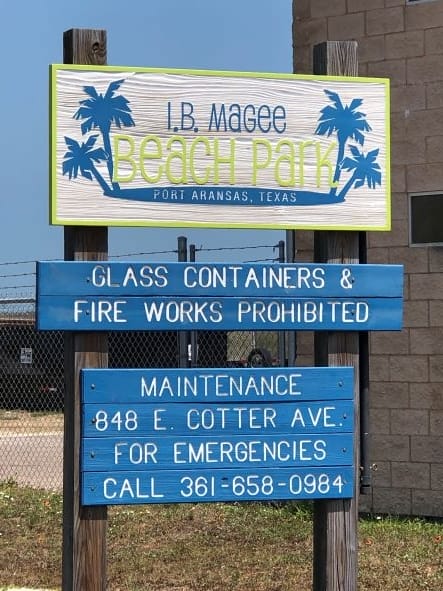 I.B. Magee
Beach Park
PORT ARANSAS, TEXAS
GLASS CONTAINERS &
FIRE WORKS PROHIBITED
MAINTENANCE
848 E. COTTER AVE.
FOR EMERGENCIES
CALL 361-658-0984